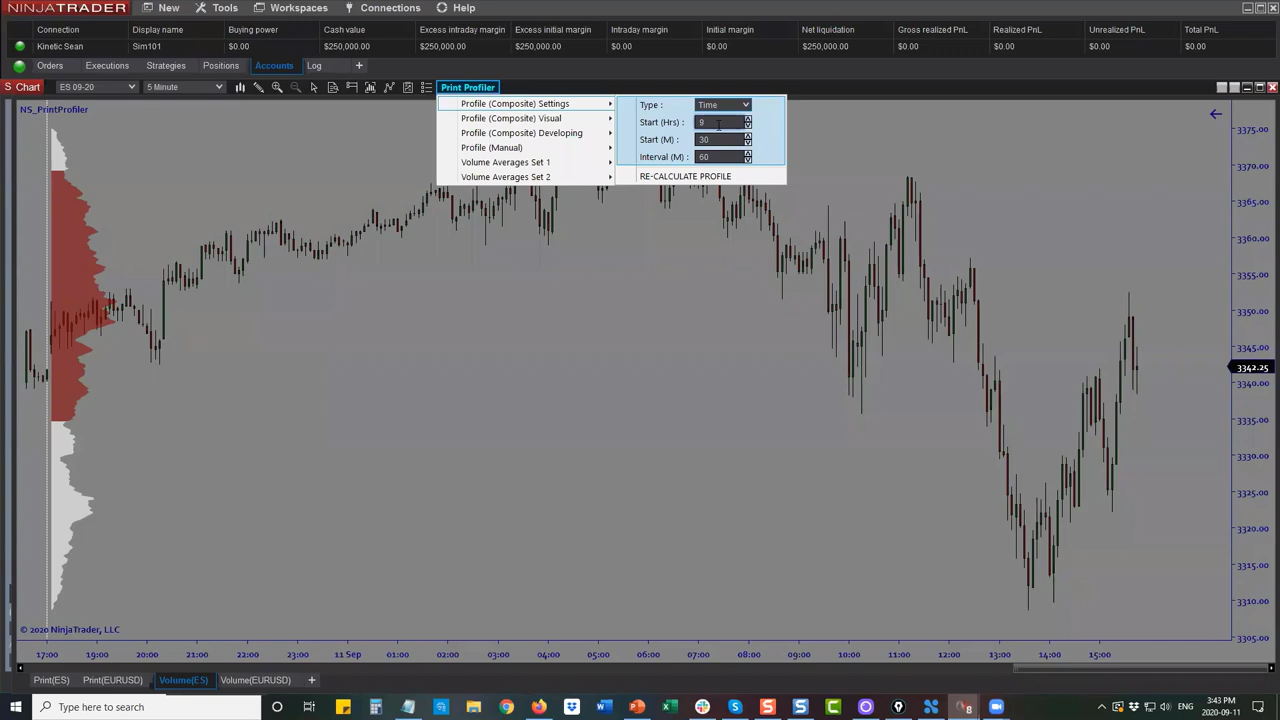 NINJATRADER New Tools Workspaces Connections Help
Connection Display name Buying power Cash value Excess intraday margin Excess initial margin Intraday margin Initial margin Net liquidation Gross realized PnL Realized PnL Unrealized PnL Total PnL
Kinetic Sean Sim101 $0.00 $250,000.00 $250,000.00 $250,000.00 $0.00 $0.00 $250,000.00 $0.00 $0.00 $0.00 $0.00
Orders Executions Strategies Positions Accounts Log +
S Chart ES 09-20 5 Minute Print Profiler
Profile (Composite) Settings
Profile (Composite) Visual
Profile (Composite) Developing
Profile (Manual)
Volume Averages Set 1
Volume Averages Set 2
Type : Time
Start (Hrs) : 9
Start (M) : 30
Interval (M) : 60
RE-CALCULATE PROFILE
NS_PrintProfiler
3375.00
3370.00
3365.00
3360.00
3355.00
3350.00
3345.00
3342.25
3340.00
3335.00
3330.00
3325.00
3320.00
3315.00
3310.00
3305.00
© 2020 NinjaTrader, LLC
17:00 19:00 20:00 21:00 22:00 23:00 11 Sep 01:00 02:00 03:00 04:00 05:00 06:00 07:00 08:00 09:00 10:00 11:00 12:00 13:00 14:00 15:00
Print(ES) Print(EURUSD) Volume(ES) Volume(EURUSD) +
Type here to search
ENG
3:43 PM
2020-09-11